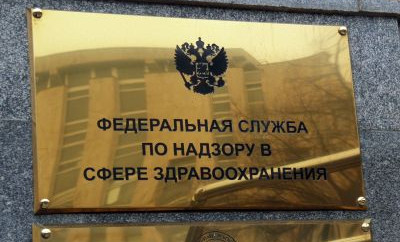 ФЕДЕРАЛЬНАЯ СЛУЖБА
ПО НАДЗОРУ В
СФЕРЕ ЗДРАВООХРАНЕНИЯ